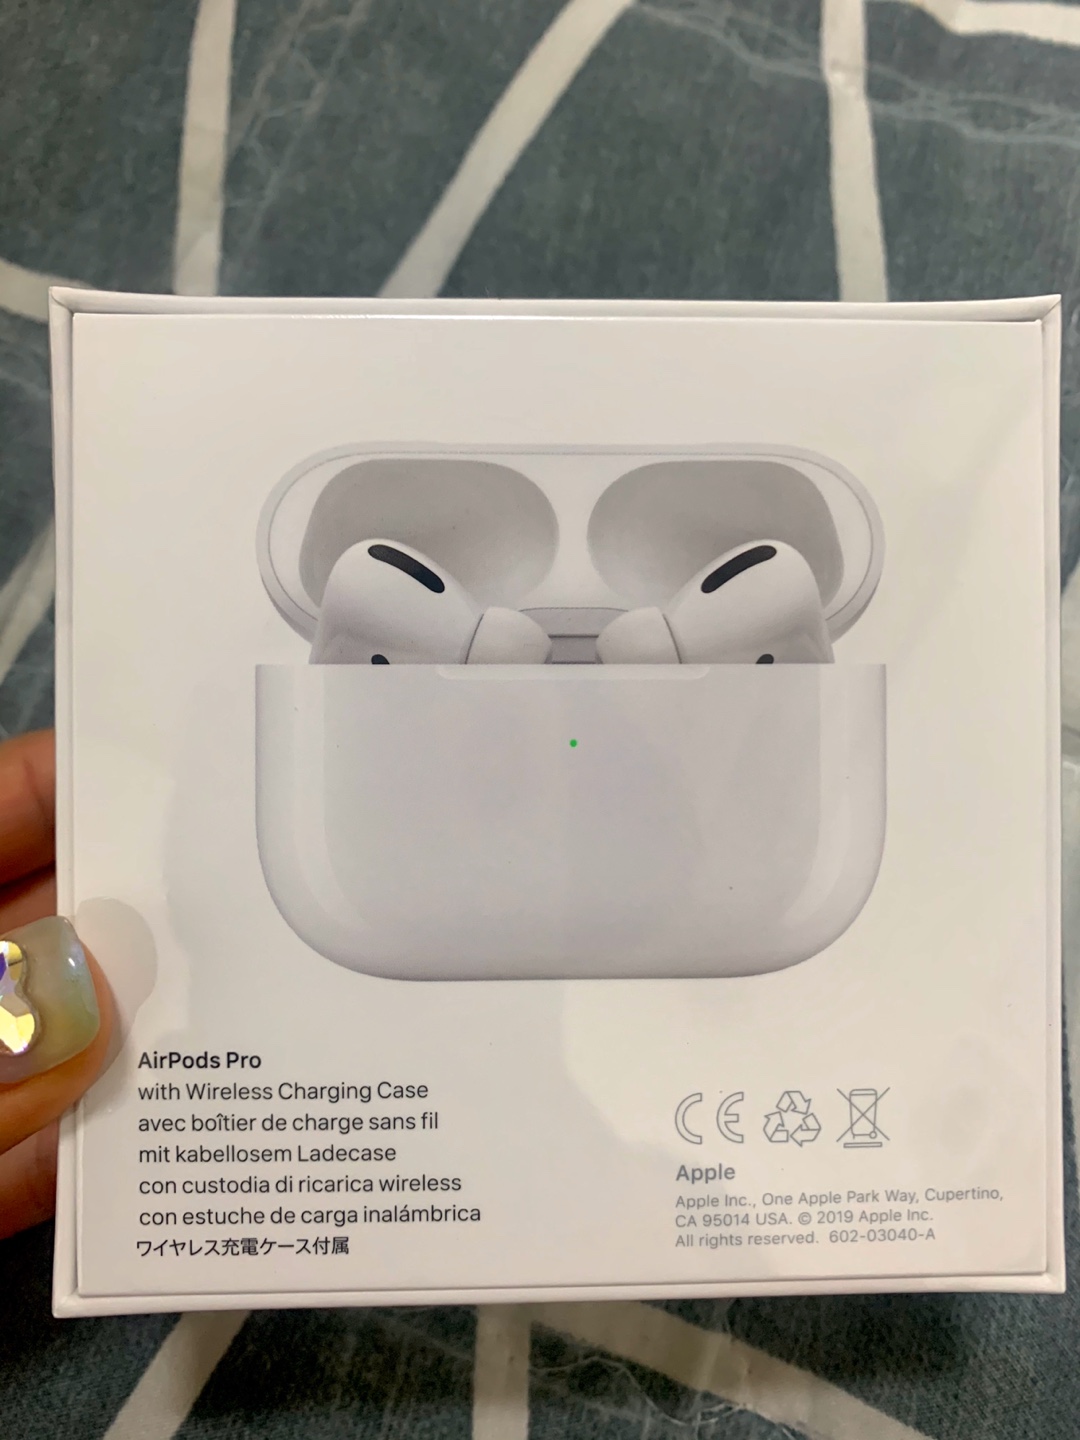 AirPods Pro
with Wireless Charging Case
avec boîtier de charge sans fil
mit kabellosem Ladecase
con custodia di ricarica wireless
con estuche de carga inalámbrica
ワイヤレス充電ケース付属
CE
Apple
Apple Inc., One Apple Park Way, Cupertino,
CA 95014 USA. © 2019 Apple Inc.
All rights reserved. 602-03040-A